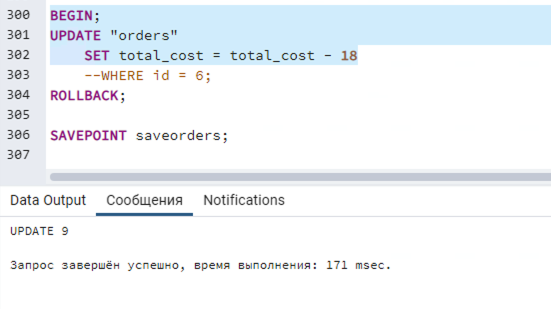 300 BEGIN;
301 UPDATE "orders"
302 SET total_cost = total_cost - 18
303 --WHERE id = 6;
304 ROLLBACK;
305
306 SAVEPOINT saveorders;
307
Data Output Сообщения Notifications
UPDATE 9
Запрос завершён успешно, время выполнения: 171 msec.